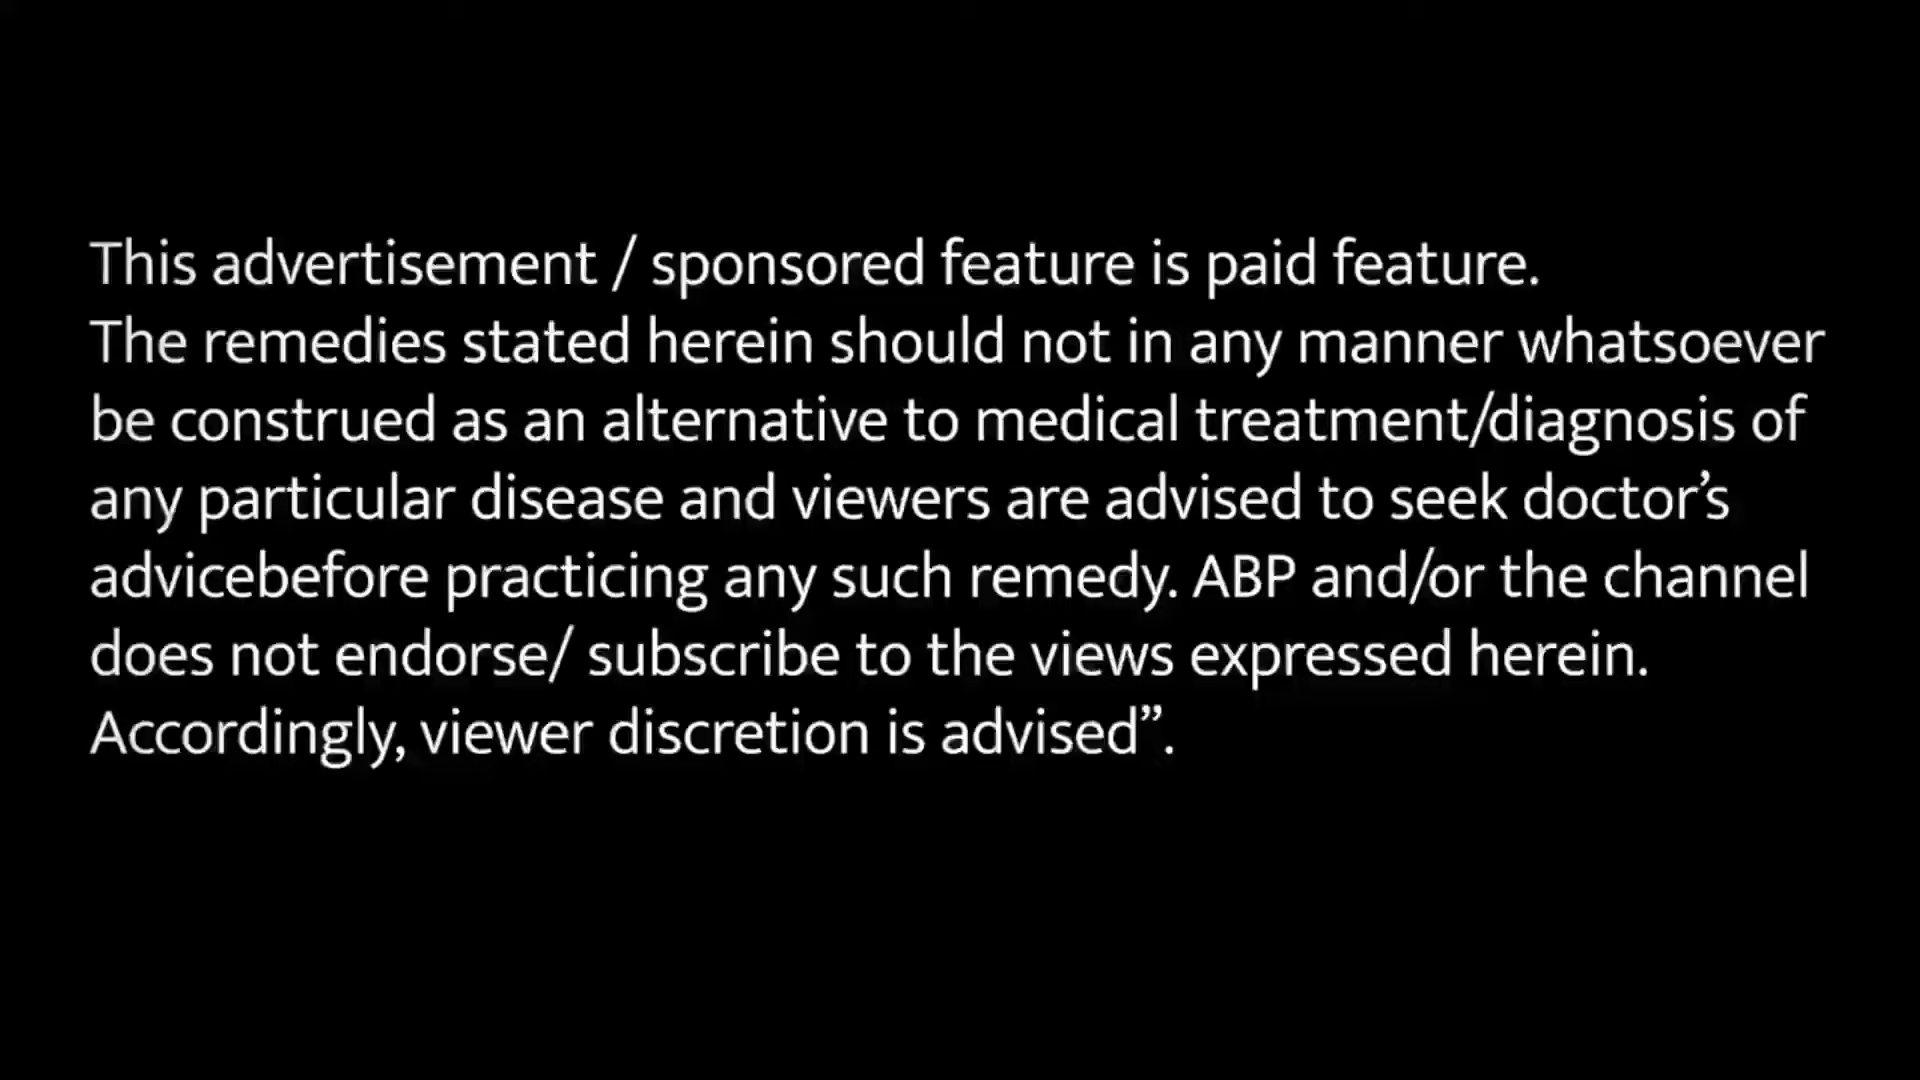 This advertisement / sponsored feature is paid feature.
The remedies stated herein should not in any manner whatsoever
be construed as an alternative to medical treatment/diagnosis of
any particular disease and viewers are advised to seek doctor’s
advicebefore practicing any such remedy. ABP and/or the channel
does not endorse/ subscribe to the views expressed herein.
Accordingly, viewer discretion is advised”.